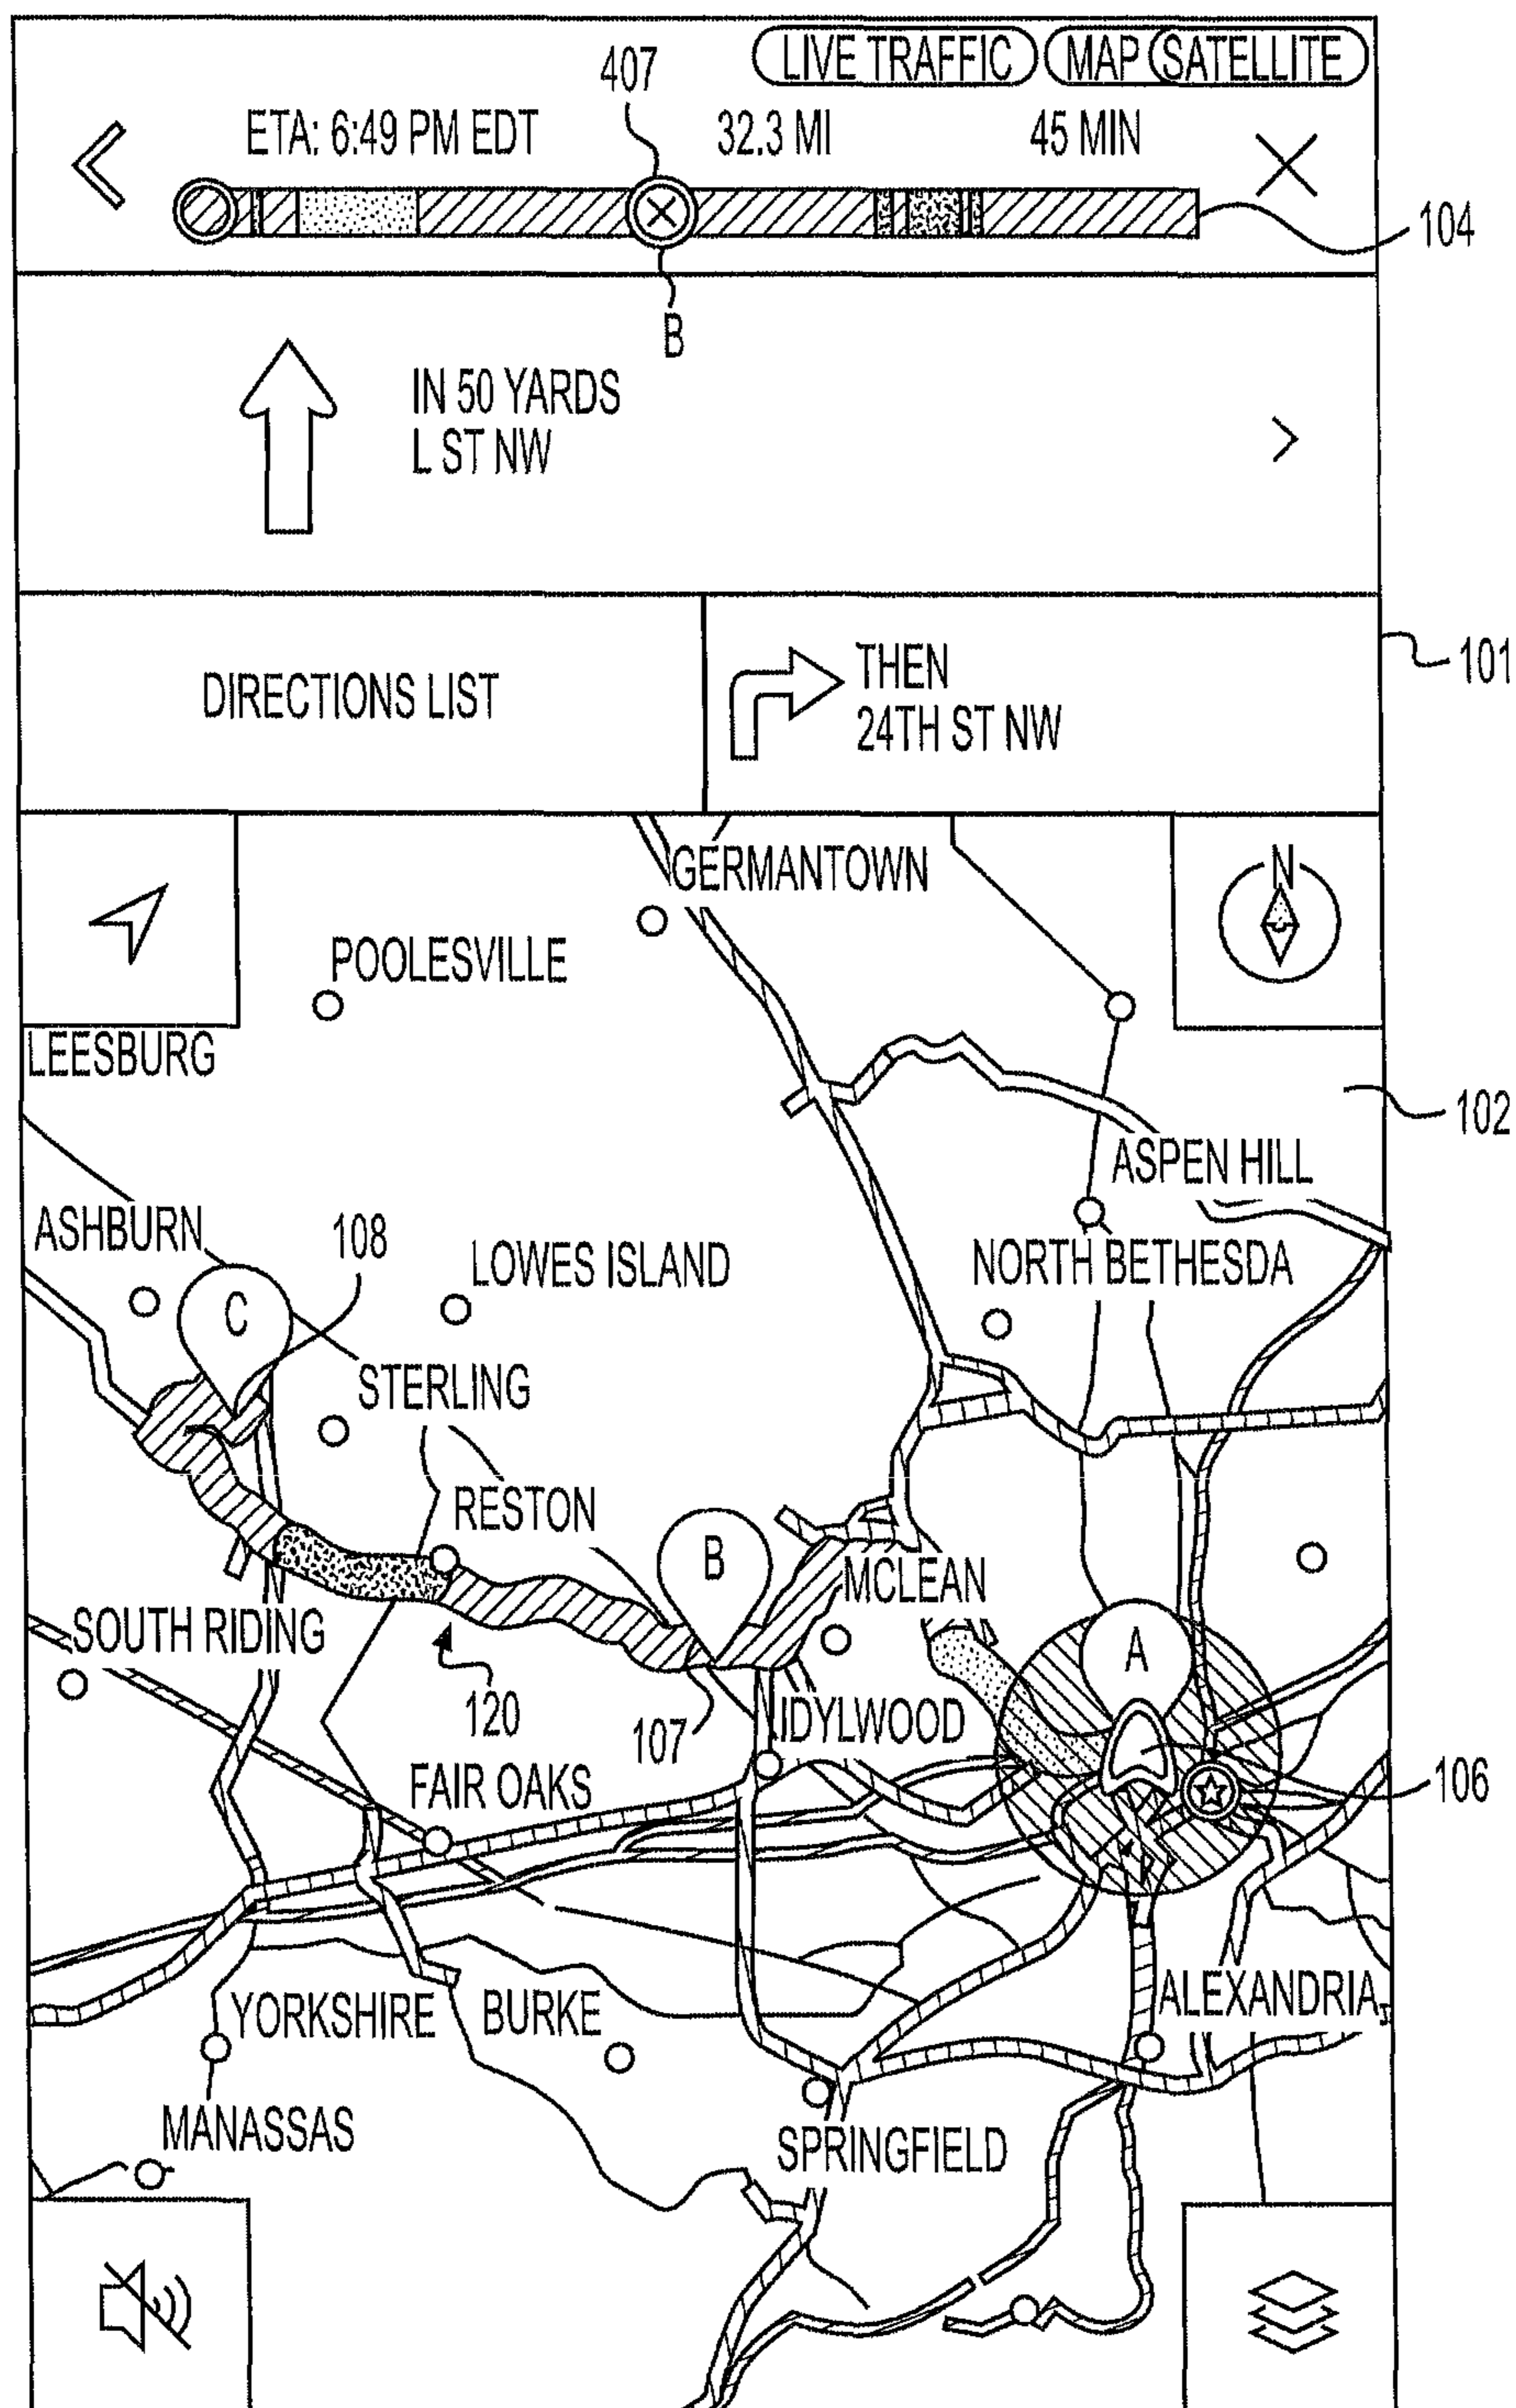 LIVE TRAFFIC
MAP
SATELLITE
407
ETA: 6:49 PM EDT
32.3 MI
45 MIN
104
B
IN 50 YARDS
L ST NW
101
DIRECTIONS LIST
THEN
24TH ST NW
GERMANTOWN
N
POOLESVILLE
LEESBURG
102
ASPEN HILL
ASHBURN
108
LOWES ISLAND
NORTH BETHESDA
C
STERLING
RESTON
B
MCLEAN
SOUTH RIDING
A
120
107
IDYLWOOD
FAIR OAKS
106
YORKSHIRE
BURKE
ALEXANDRIA
MANASSAS
SPRINGFIELD